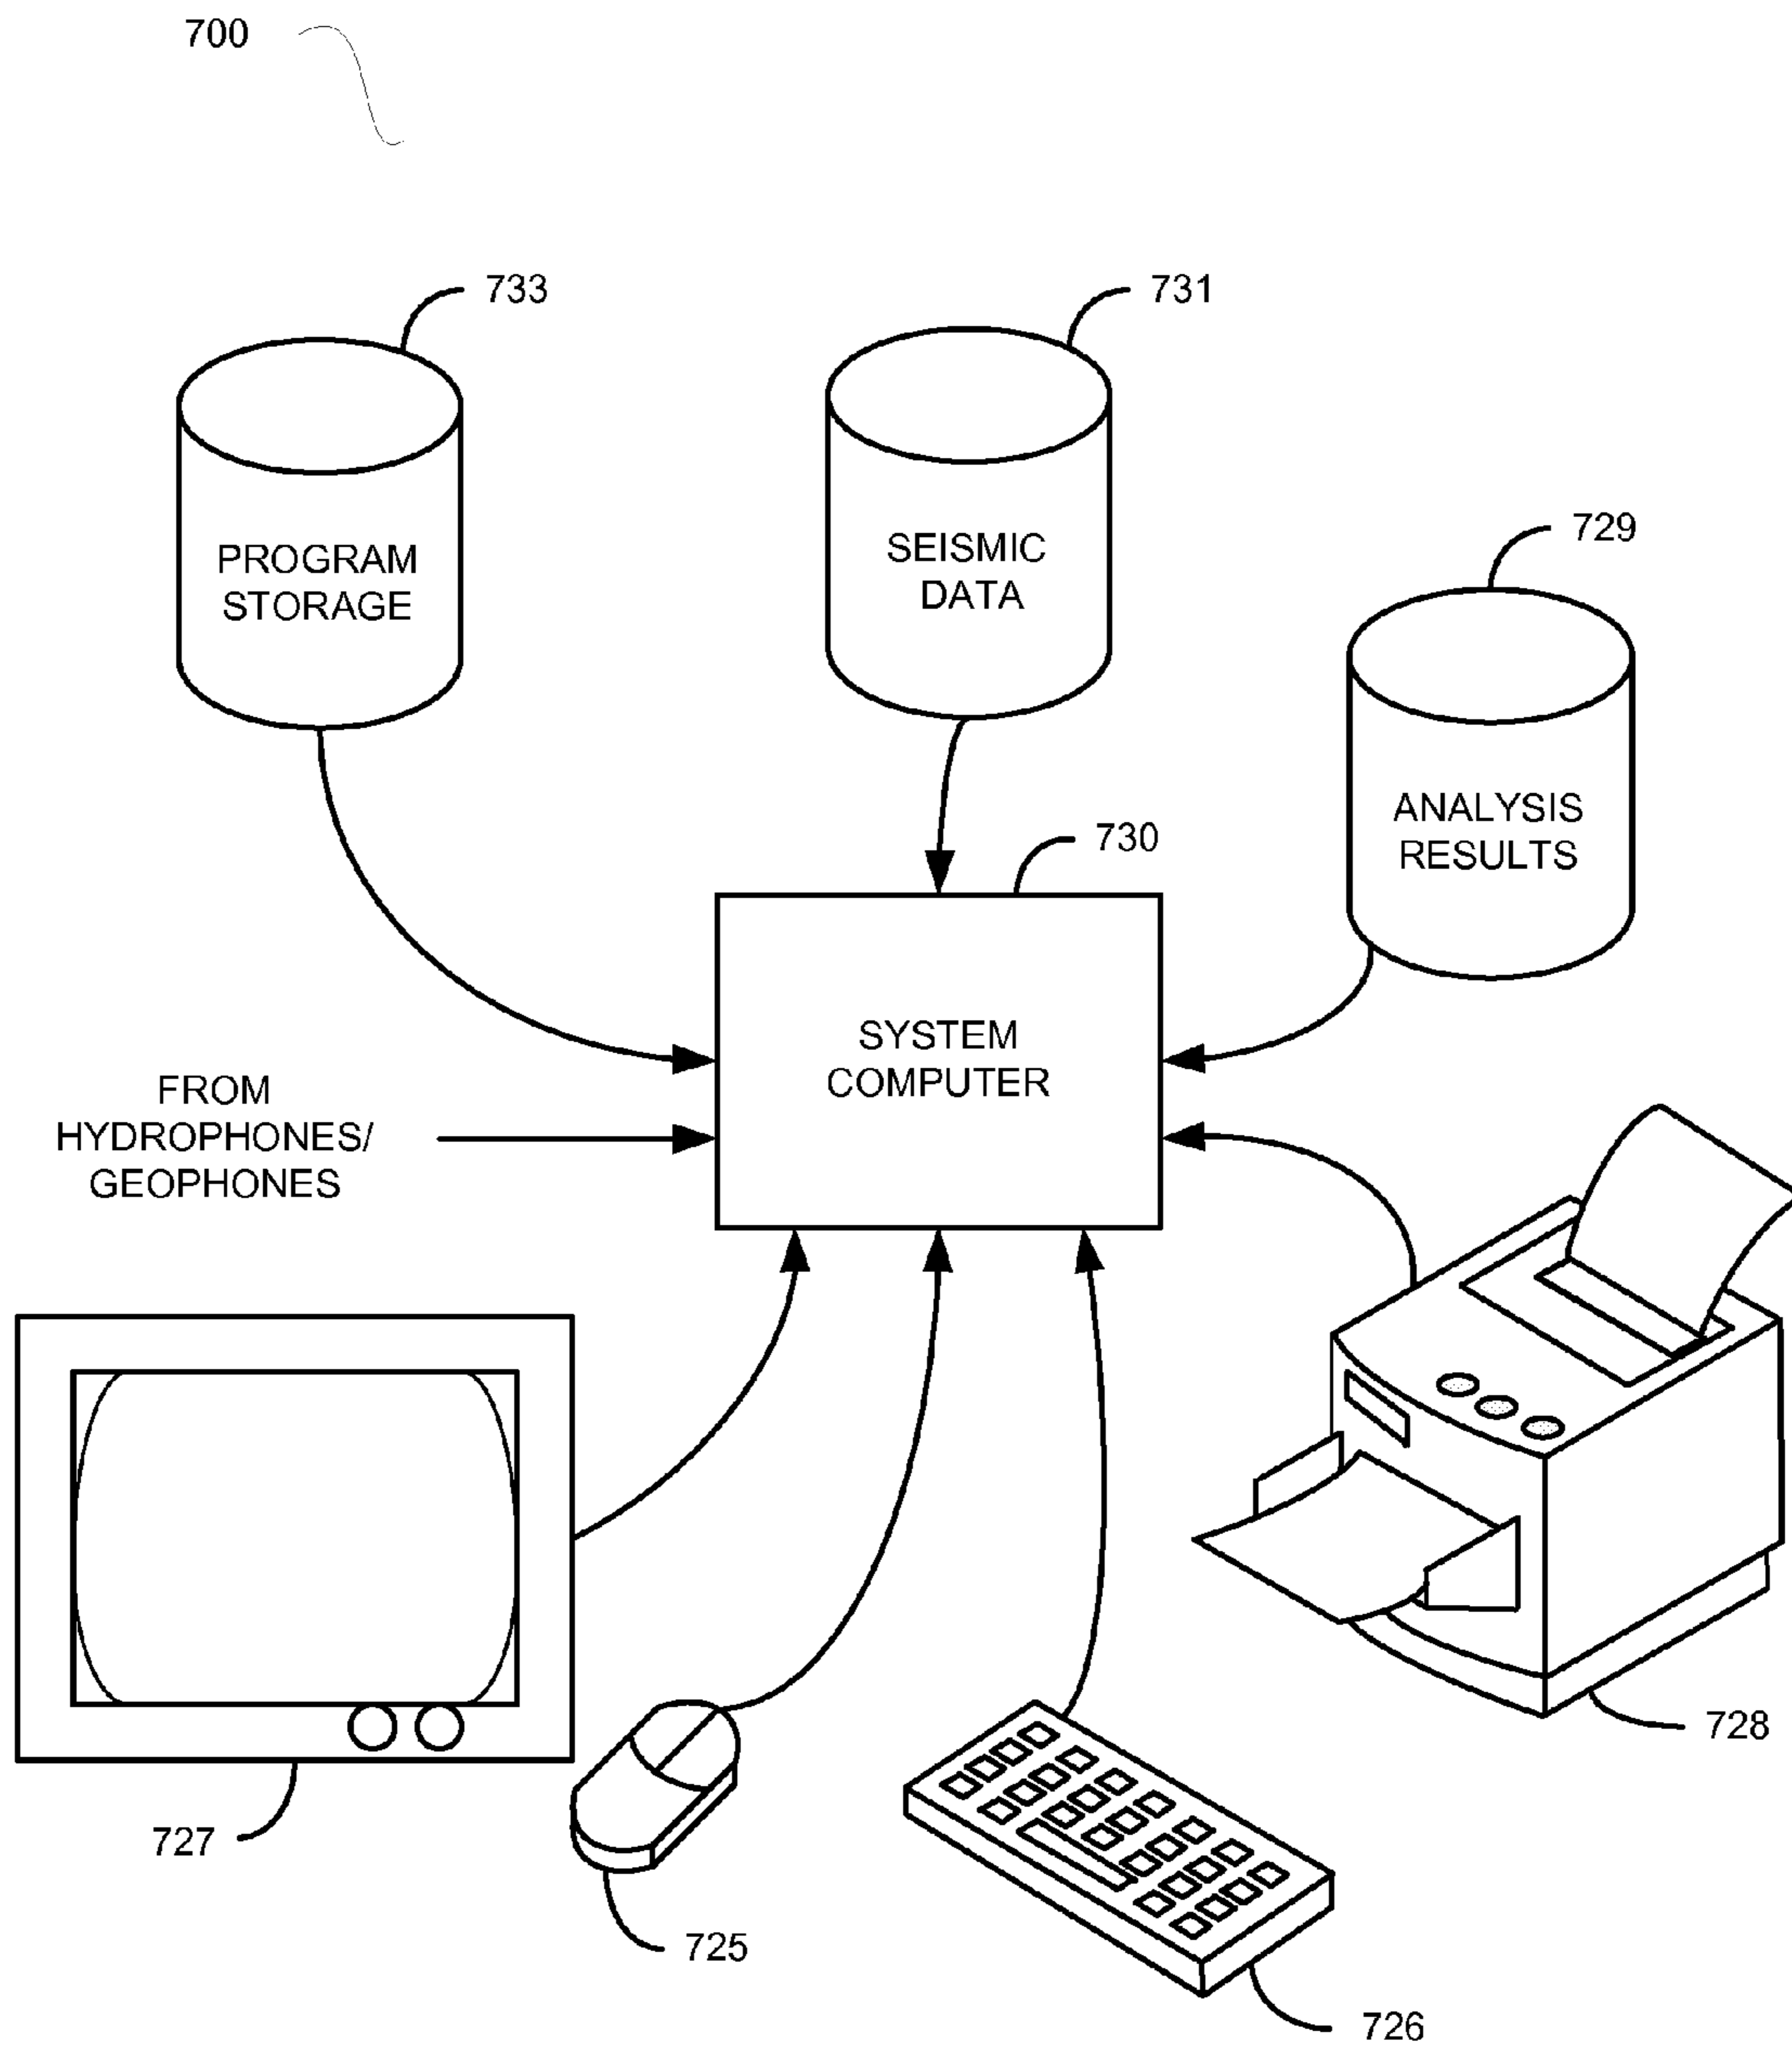 700
733
731
PROGRAM
STORAGE
SEISMIC
DATA
729
ANALYSIS
RESULTS
730
SYSTEM
COMPUTER
FROM
HYDROPHONES/
GEOPHONES
728
727
725
726